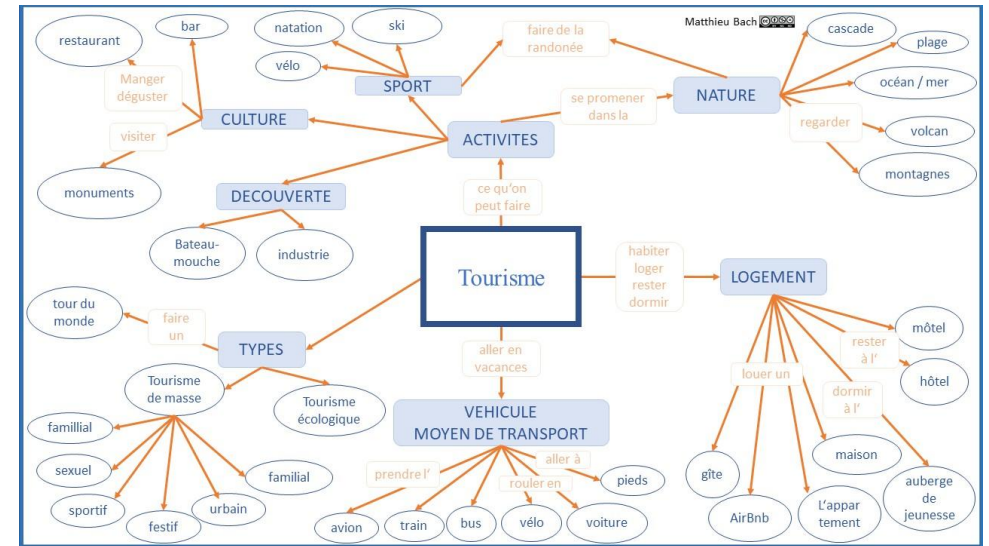 Matthieu Bach
restaurant
bar
natation
ski
vélo
SPORT
faire de la
randonée
cascade
plage
océan / mer
NATURE
se promener
dans la
regarder
volcan
montagnes
Manger
déguster
CULTURE
visiter
monuments
ACTIVITES
ce qu'on
peut faire
DECOUVERTE
Bateau-
mouche
industrie
Tourisme
habiter
loger
rester
dormir
LOGEMENT
môtel
rester
à l'
hôtel
louer un
dormir
à l'
gîte
AirBnb
L'appar
tement
maison
auberge
de
jeunesse
tour du
monde
faire
un
TYPES
Tourisme
de masse
Tourisme
écologique
famillial
sexuel
sportif
festif
urbain
familial
aller en
vacances
VEHICULE
MOYEN DE TRANSPORT
prendre l'
aller à
rouler en
pieds
avion
train
bus
vélo
voiture